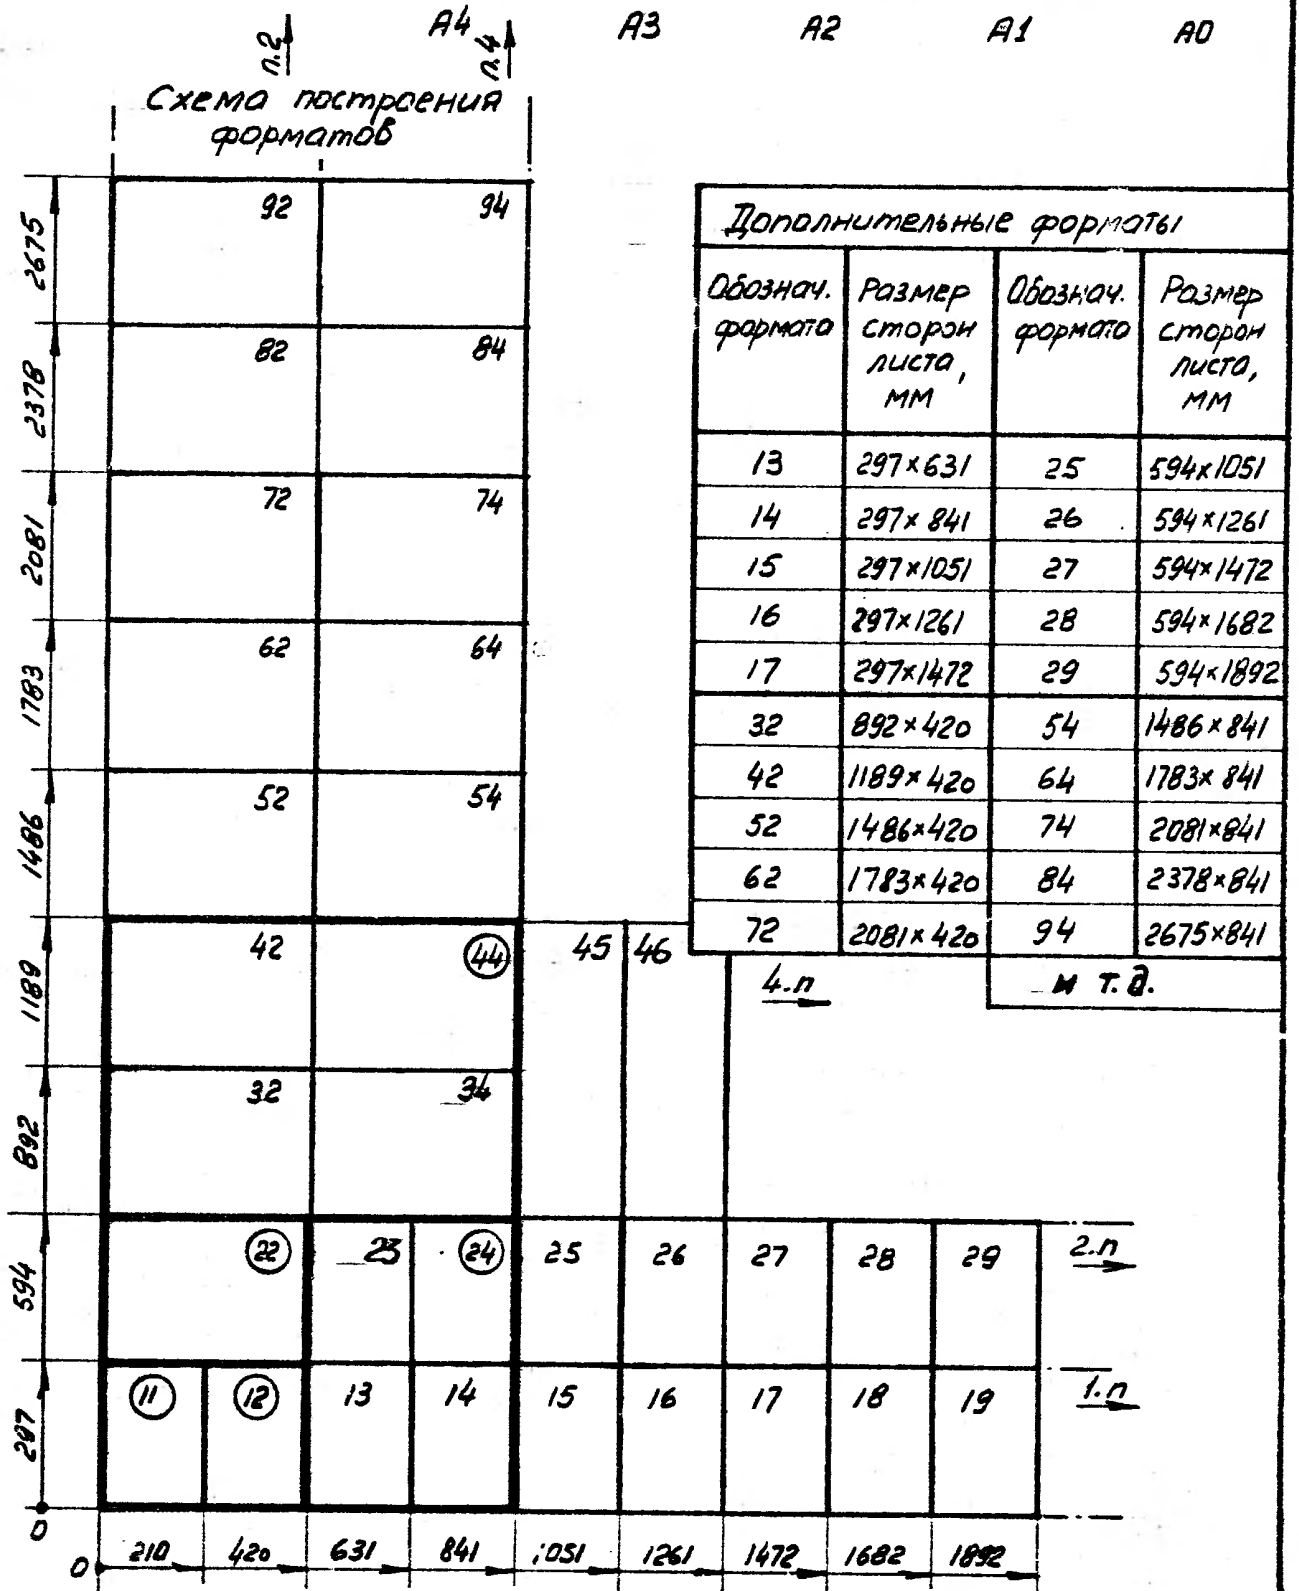 А4 А3 А2 А1 А0
п.2 п.4
Схема построения
форматов
92 94
82 84
72 74
62 64
52 54
42 44 45 46 4.п
32 34
22 23 24 25 26 27 28 29 2.п
11 12 13 14 15 16 17 18 19 1.п
2675
2378
2081
1783
1486
1189
892
594
297
0
0 210 420 631 841 1051 1261 1472 1682 1892
Дополнительные форматы
Обознач. Размер Обознач. Размер
формата сторон формата сторон
листа, листа,
мм мм
13 297×631 25 594×1051
14 297×841 26 594×1261
15 297×1051 27 594×1472
16 297×1261 28 594×1682
17 297×1472 29 594×1892
32 892×420 54 1486×841
42 1189×420 64 1783×841
52 1486×420 74 2081×841
62 1783×420 84 2378×841
72 2081×420 94 2675×841
и т.д.